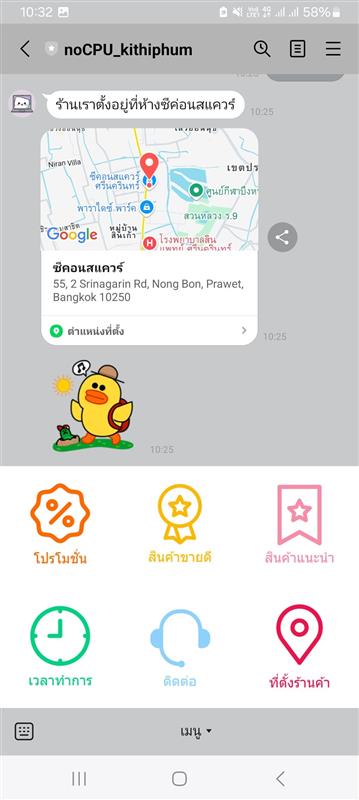 10:32
58%
noCPU_kithiphum
ร้านเราตั้งอยู่ที่ห้างซีค่อนสแควร์
10:25
Niran Villa
เขตปร
ซีคอนสแควร์
ศรีนครินทร์
ศูนย์กีฬาบึงห
พาราไดซ์ พาร์ค
สวนหลวง ร.9
Google
หมู่บ้าน
สินเก้า
โรงพยาบาลสิน
แพทย์ ศรีนครินทร์
ซีคอนสแควร์
55, 2 Srinagarin Rd, Nong Bon, Prawet,
Bangkok 10250
ตำแหน่งที่ตั้ง
10:25
10:25
โปรโมชั่น
สินค้าขายดี
สินค้าแนะนำ
เวลาทำการ
ติดต่อ
ที่ตั้งร้านค้า
เมนู